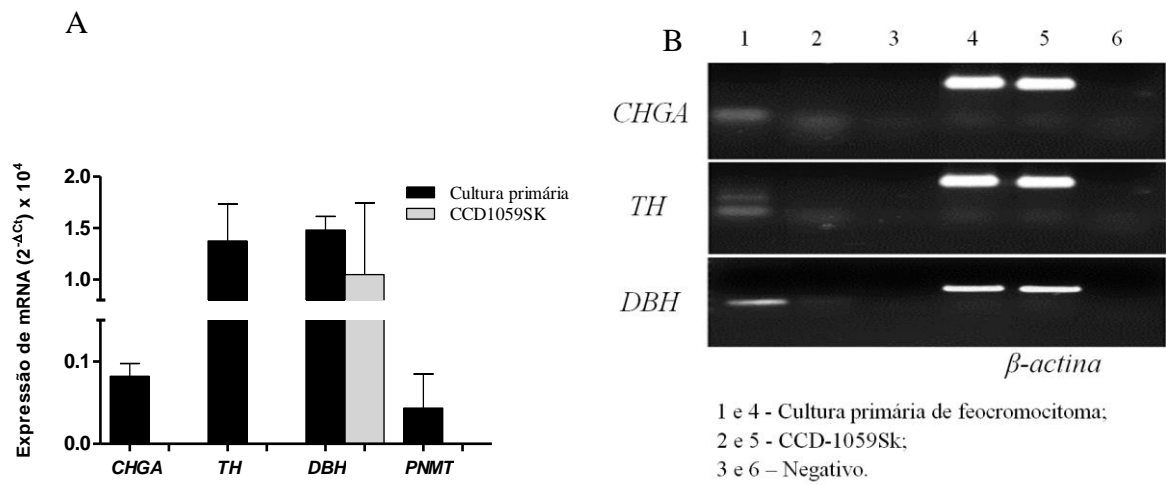 A
Expressão de mRNA (2^-ΔCt) x 10^4
2.0
1.5
1.0
0.1
0.0
Cultura primária
CCD1059SK
CHGA TH DBH PNMT
B
1 2 3 4 5 6
CHGA
TH
DBH
β-actina
1 e 4 - Cultura primária de feocromocitoma;
2 e 5 - CCD-1059Sk;
3 e 6 – Negativo.